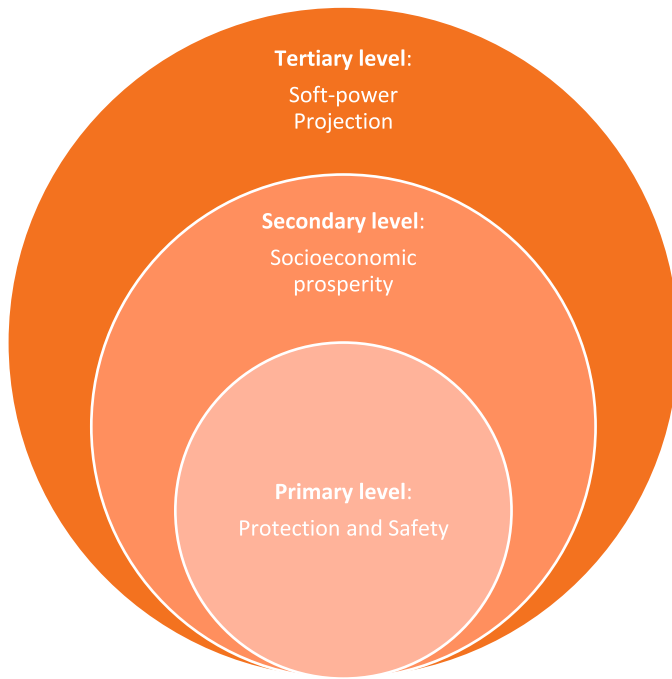 Tertiary level:
Soft-power
Projection
Secondary level:
Socioeconomic
prosperity
Primary level:
Protection and Safety